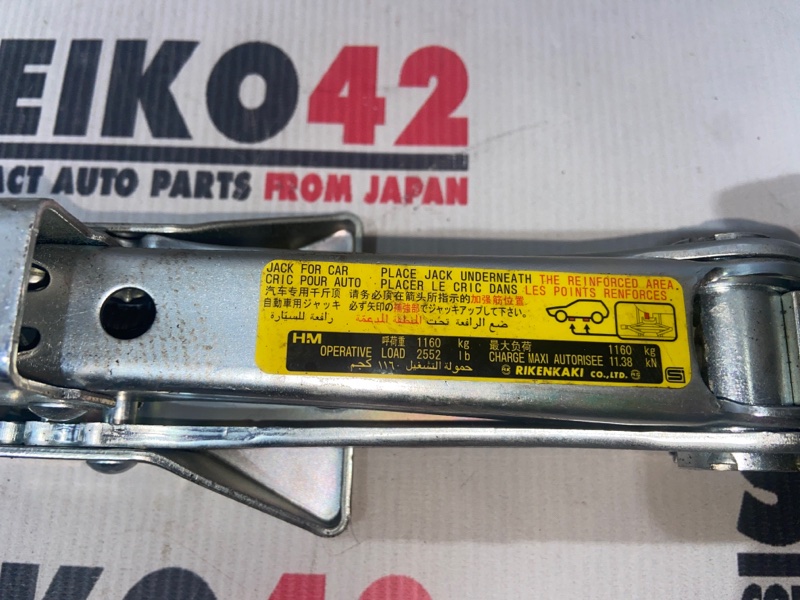 EIKO42
ACT AUTO PARTS FROM JAPAN
JACK FOR CAR PLACE JACK UNDERNEATH THE REINFORCED AREA.
CRIC POUR AUTO PLACER LE CRIC DANS LES POINTS RENFORCES.
汽车专用千斤顶 请务必顶在箭头所指示的加强筋位置.
自動車用ジャッキ 必ず矢印の補強部でジャッキアップして下さい.
رافعة للسيّارة ضع الرافعة تحت المنطقة المدعمة
HM 呼荷重 1160 kg 最大负荷 1160 kg
OPERATIVE LOAD 2552 lb CHARGE MAXI AUTORISEE 11.38 kN
حمولة التشغيل ١١٦٠ كجم RIKENKAKI CO.,LTD. S
IKO42